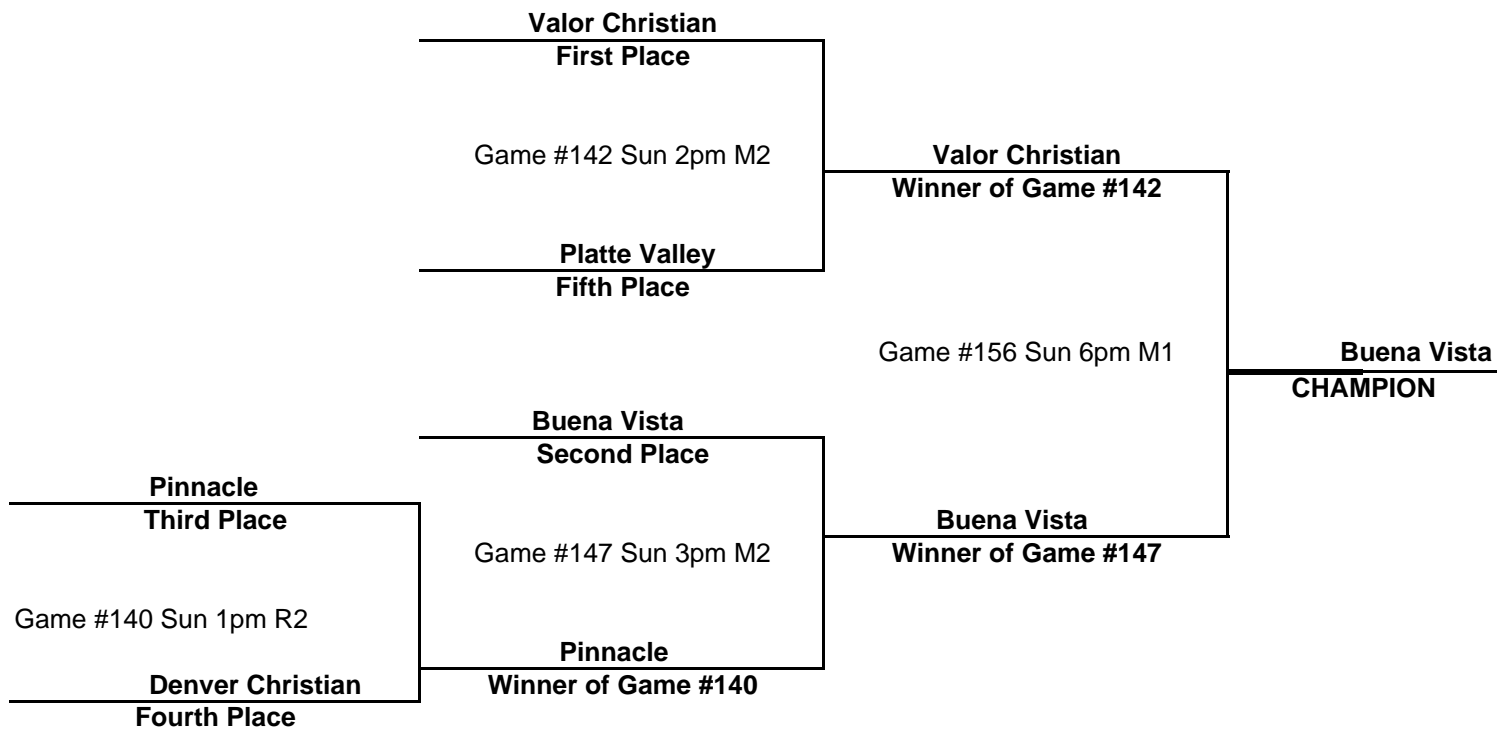 Valor Christian
First Place
Game #142 Sun 2pm M2
Valor Christian
Winner of Game #142
Platte Valley
Fifth Place
Game #156 Sun 6pm M1
Buena Vista
CHAMPION
Buena Vista
Second Place
Pinnacle
Third Place
Buena Vista
Winner of Game #147
Game #147 Sun 3pm M2
Game #140 Sun 1pm R2
Pinnacle
Winner of Game #140
Denver Christian
Fourth Place